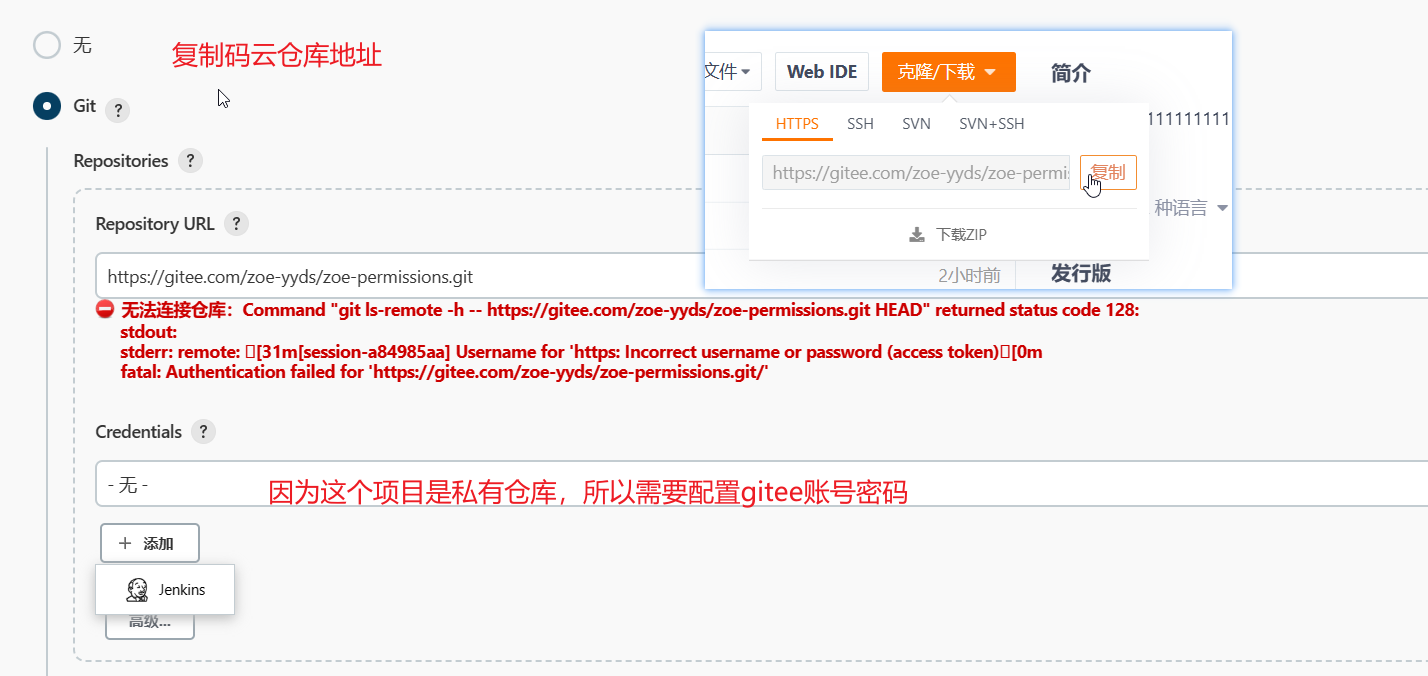 无
复制码云仓库地址
Git ?
Repositories ?
Repository URL ?
https://gitee.com/zoe-yyds/zoe-permissions.git
文件
Web IDE
克隆/下载
简介
HTTPS SSH SVN SVN+SSH
111111111
https://gitee.com/zoe-yyds/zoe-permis
复制
种语言
下载ZIP
2小时前
发行版
无法连接仓库：Command "git ls-remote -h -- https://gitee.com/zoe-yyds/zoe-permissions.git HEAD" returned status code 128:
stdout:
stderr: remote: [31m[session-a84985aa] Username for 'https: Incorrect username or password (access token)[0m
fatal: Authentication failed for 'https://gitee.com/zoe-yyds/zoe-permissions.git/'
Credentials ?
- 无 -
因为这个项目是私有仓库，所以需要配置gitee账号密码
+ 添加
Jenkins
高级...